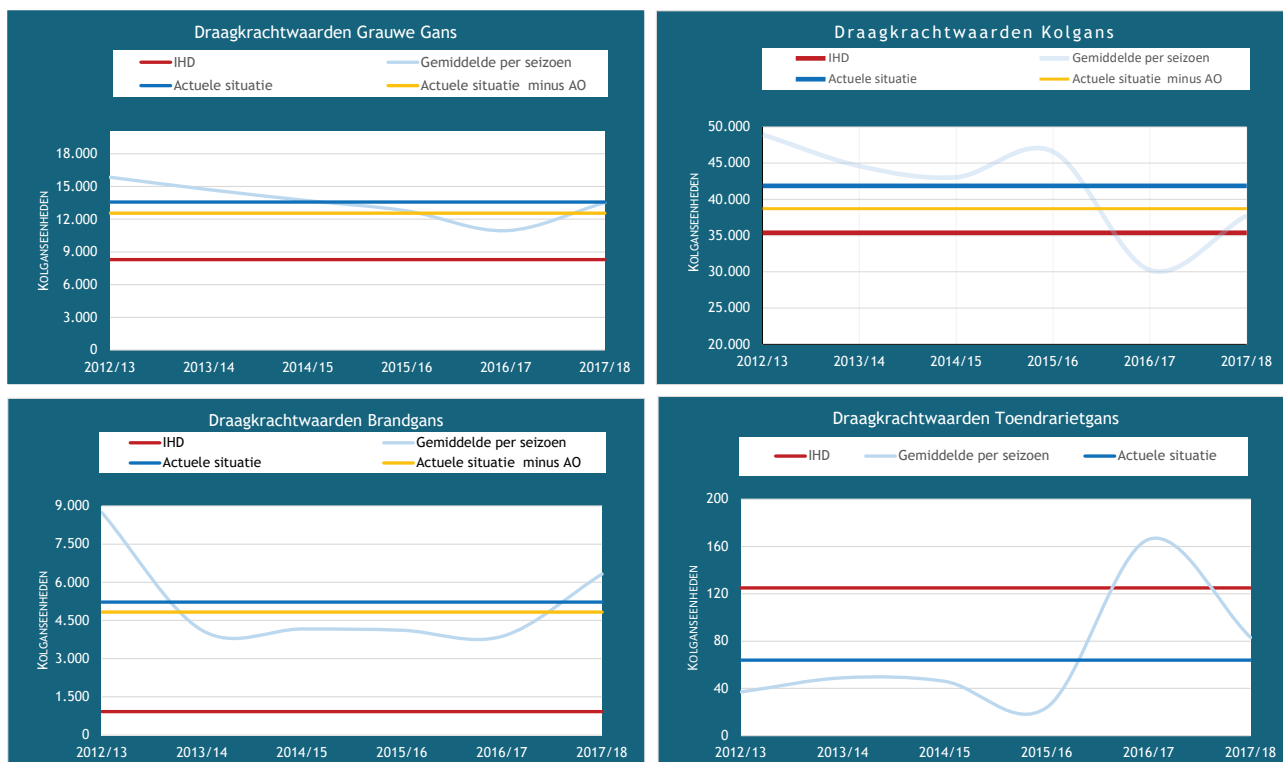 Draagkrachtwaarden Grauwe Gans
IHD
Gemiddelde per seizoen
Actuele situatie
Actuele situatie minus AO
KOLGANSEENHEDEN
18.000
15.000
12.000
9.000
6.000
3.000
0
2012/13 2013/14 2014/15 2015/16 2016/17 2017/18
Draagkrachtwaarden Kolgans
IHD
Gemiddelde per seizoen
Actuele situatie
Actuele situatie minus AO
KOLGANSEENHEDEN
50.000
45.000
40.000
35.000
30.000
25.000
20.000
2012/13 2013/14 2014/15 2015/16 2016/17 2017/18
Draagkrachtwaarden Brandgans
IHD
Gemiddelde per seizoen
Actuele situatie
Actuele situatie minus AO
KOLGANSEENHEDEN
9.000
7.500
6.000
4.500
3.000
1.500
0
2012/13 2013/14 2014/15 2015/16 2016/17 2017/18
Draagkrachtwaarden Toendrarietgans
IHD Gemiddelde per seizoen Actuele situatie
KOLGANSEENHEDEN
200
160
120
80
40
0
2012/13 2013/14 2014/15 2015/16 2016/17 2017/18